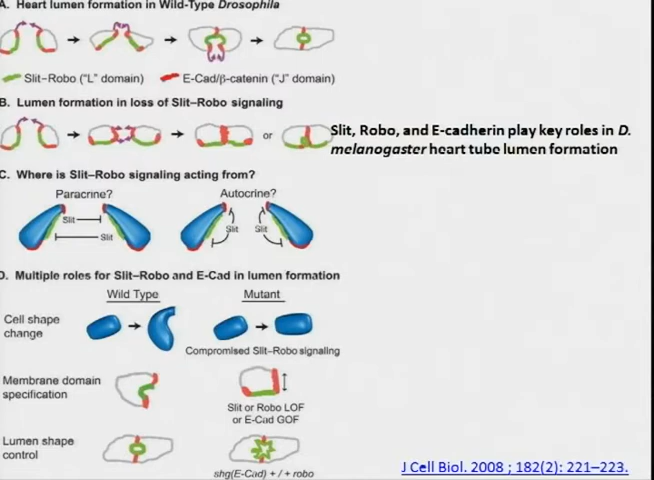 A. Heart lumen formation in Wild-Type Drosophila
Slit–Robo ("L" domain)
E-Cad/β-catenin ("J" domain)
B. Lumen formation in loss of Slit–Robo signaling
or
Slit, Robo, and E-cadherin play key roles in D.
melanogaster heart tube lumen formation
C. Where is Slit–Robo signaling acting from?
Paracrine?
Autocrine?
Slit
Slit
Slit
Slit
D. Multiple roles for Slit–Robo and E-Cad in lumen formation
Wild Type
Mutant
Cell shape
change
Compromised Slit–Robo signaling
Membrane domain
specification
Slit or Robo LOF
or E-Cad GOF
Lumen shape
control
shg(E-Cad) + / + robo
J Cell Biol. 2008 ; 182(2): 221–223.